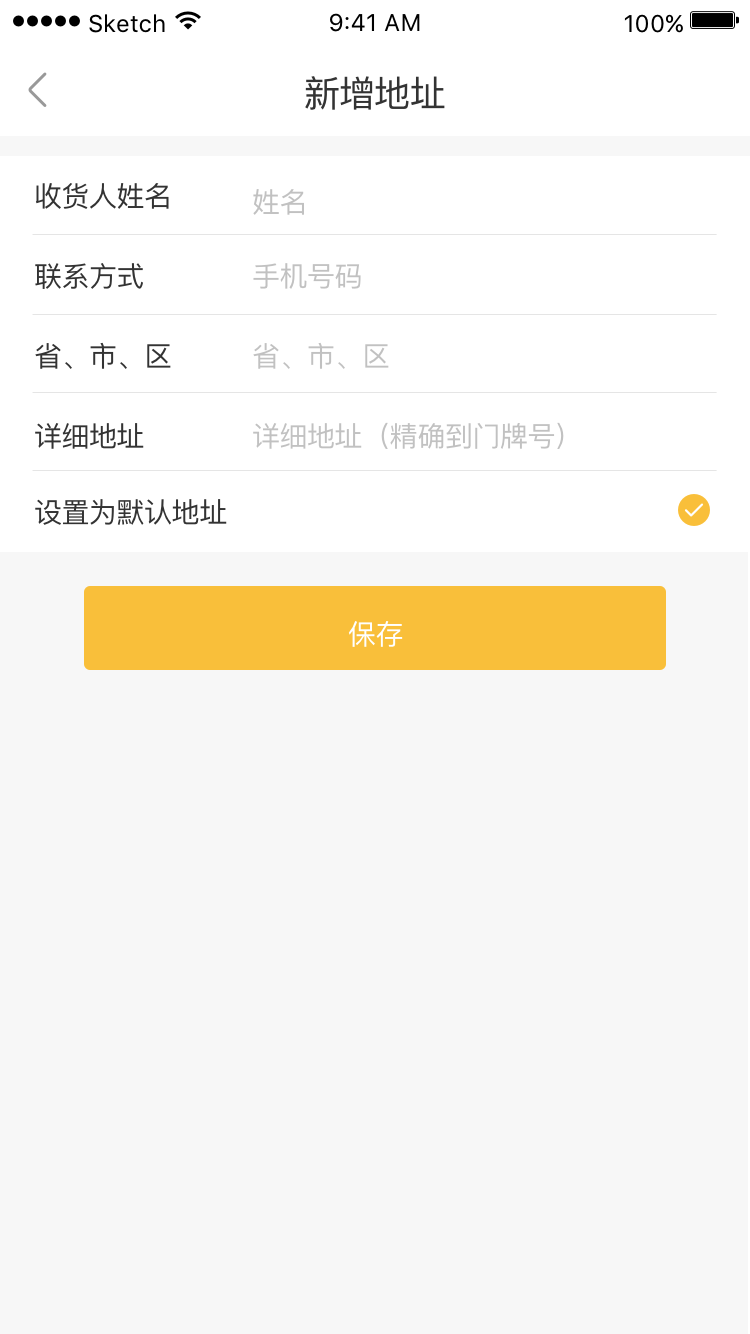 Sketch 9:41 AM 100%
新增地址
收货人姓名 姓名
联系方式 手机号码
省、市、区 省、市、区
详细地址 详细地址（精确到门牌号）
设置为默认地址
保存